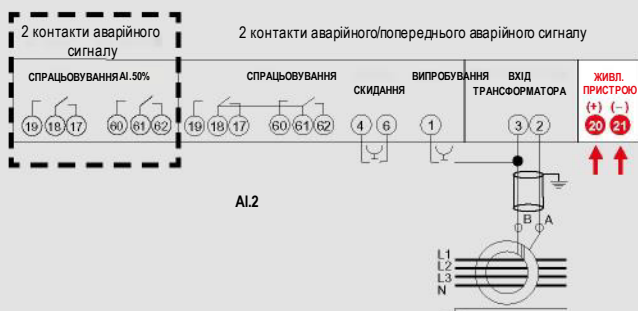 2 контакти аварійного
сигналу
2 контакти аварійного/попереднього аварійного сигналу
СПРАЦЬОВУВАННЯ AI.50%
СПРАЦЬОВУВАННЯ
СКИДАННЯ
ВИПРОБУВАННЯ
ВХІД
ТРАНСФОРМАТОРА
ЖИВЛ.
ПРИСТРОЮ
(+) (−)
19 18 17 60 61 62 19 18 17 60 61 62 4 6 1 3 2 20 21
AI.2
B A
L1
L2
L3
N